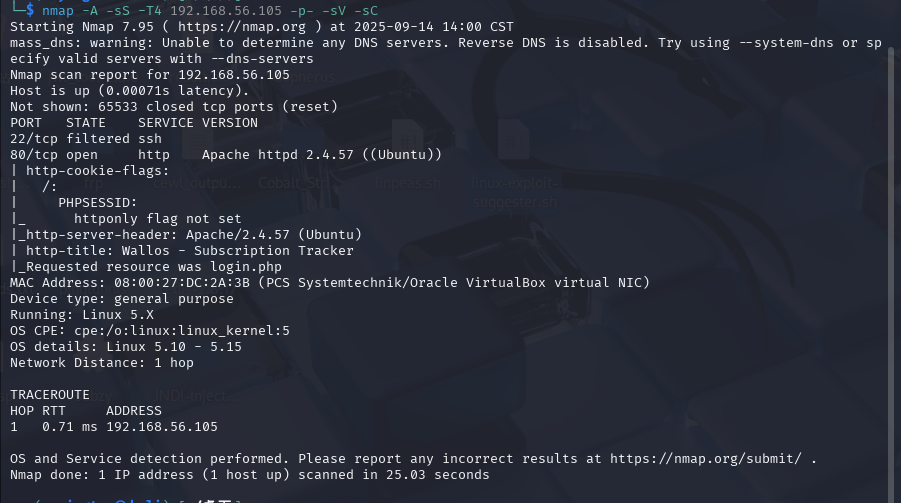 └─$ nmap -A -sS -T4 192.168.56.105 -p- -sV -sC
Starting Nmap 7.95 ( https://nmap.org ) at 2025-09-14 14:00 CST
mass_dns: warning: Unable to determine any DNS servers. Reverse DNS is disabled. Try using --system-dns or sp
ecify valid servers with --dns-servers
Nmap scan report for 192.168.56.105
Host is up (0.00071s latency).
Not shown: 65533 closed tcp ports (reset)
PORT   STATE    SERVICE VERSION
22/tcp filtered ssh
80/tcp open     http    Apache httpd 2.4.57 ((Ubuntu))
| http-cookie-flags:
|   /:
|     PHPSESSID:
|_      httponly flag not set
|_http-server-header: Apache/2.4.57 (Ubuntu)
| http-title: Wallos - Subscription Tracker
|_Requested resource was login.php
MAC Address: 08:00:27:DC:2A:3B (PCS Systemtechnik/Oracle VirtualBox virtual NIC)
Device type: general purpose
Running: Linux 5.X
OS CPE: cpe:/o:linux:linux_kernel:5
OS details: Linux 5.10 - 5.15
Network Distance: 1 hop
TRACEROUTE
HOP RTT     ADDRESS
1   0.71 ms 192.168.56.105
OS and Service detection performed. Please report any incorrect results at https://nmap.org/submit/ .
Nmap done: 1 IP address (1 host up) scanned in 25.03 seconds
linpeas.sh
linux-exploit-
suggester.sh